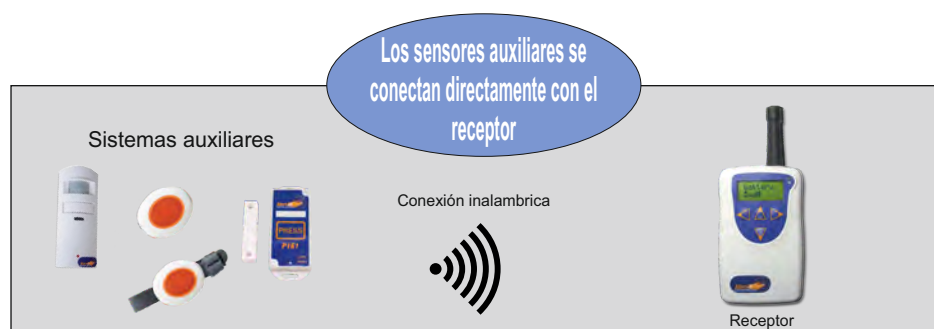 Los sensores auxiliares se
conectan directamente con el
receptor
Sistemas auxiliares
Conexión inalambrica
PRESS
Receptor